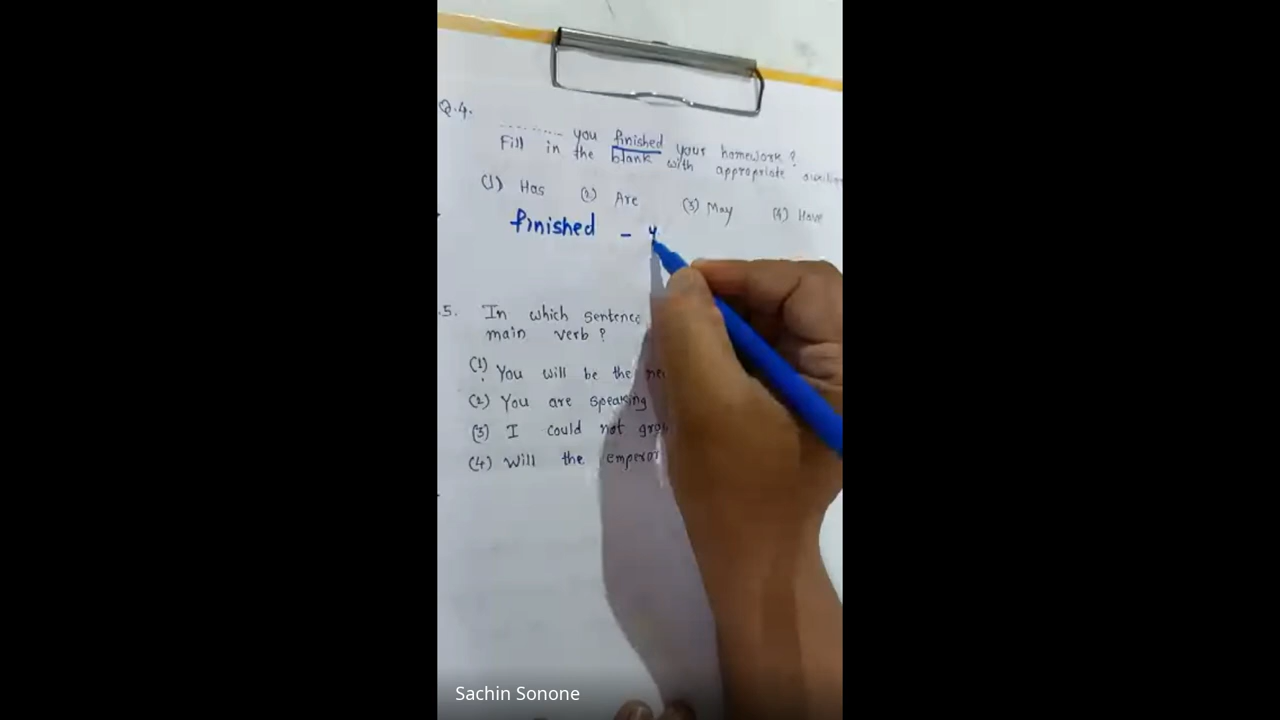 Q.4.
........... you finished your homework?
Fill in the blank with appropriate
(1) Has (2) Are (3) May (4) Have
finished -
5. In which sentence
main verb?
(1) You will be the
(2) You are speaking
(3) I could not
(4) Will the emperor
Sachin Sonone